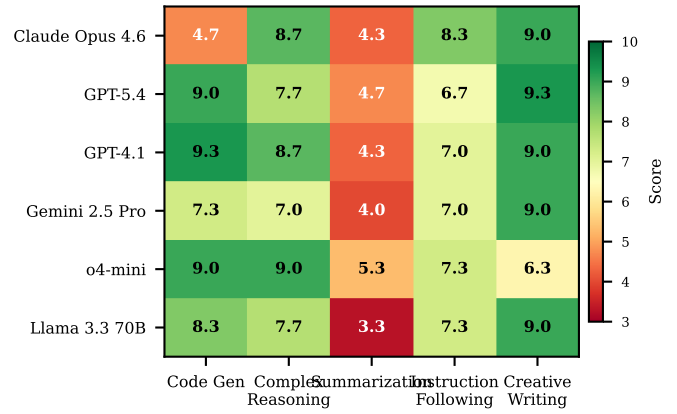 Claude Opus 4.6 4.7 8.7 4.3 8.3 9.0
GPT-5.4 9.0 7.7 4.7 6.7 9.3
GPT-4.1 9.3 8.7 4.3 7.0 9.0
Gemini 2.5 Pro 7.3 7.0 4.0 7.0 9.0
o4-mini 9.0 9.0 5.3 7.3 6.3
Llama 3.3 70B 8.3 7.7 3.3 7.3 9.0
Code Gen
Complex
Reasoning
Summarization
Instruction
Following
Creative
Writing
10
9
8
7
6
5
4
3
Score